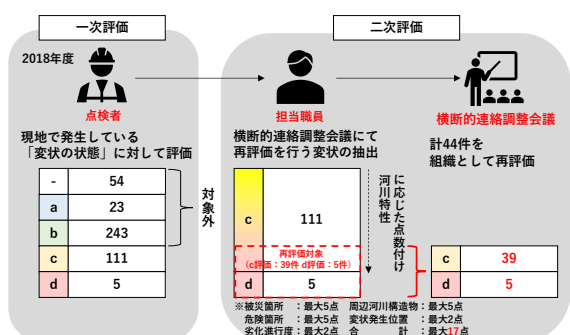 一次評価
二次評価
2018年度
点検者
担当職員
横断的連絡調整会議
現地で発生している
「変状の状態」に対して評価
横断的連絡調整会議にて
再評価を行う変状の抽出
計44件を
組織として再評価
- 54
a 23
b 243
c 111
d 5
対象外
c 111
再評価対象
（c評価：39件 d評価：5件）
d 5
河川特性
に応じた点数付け
c 39
d 5
※被災箇所 ：最大5点 周辺河川構造物：最大5点
危険箇所 ：最大5点 変状発生位置 ：最大2点
劣化進行度：最大2点 合 計 ：最大17点